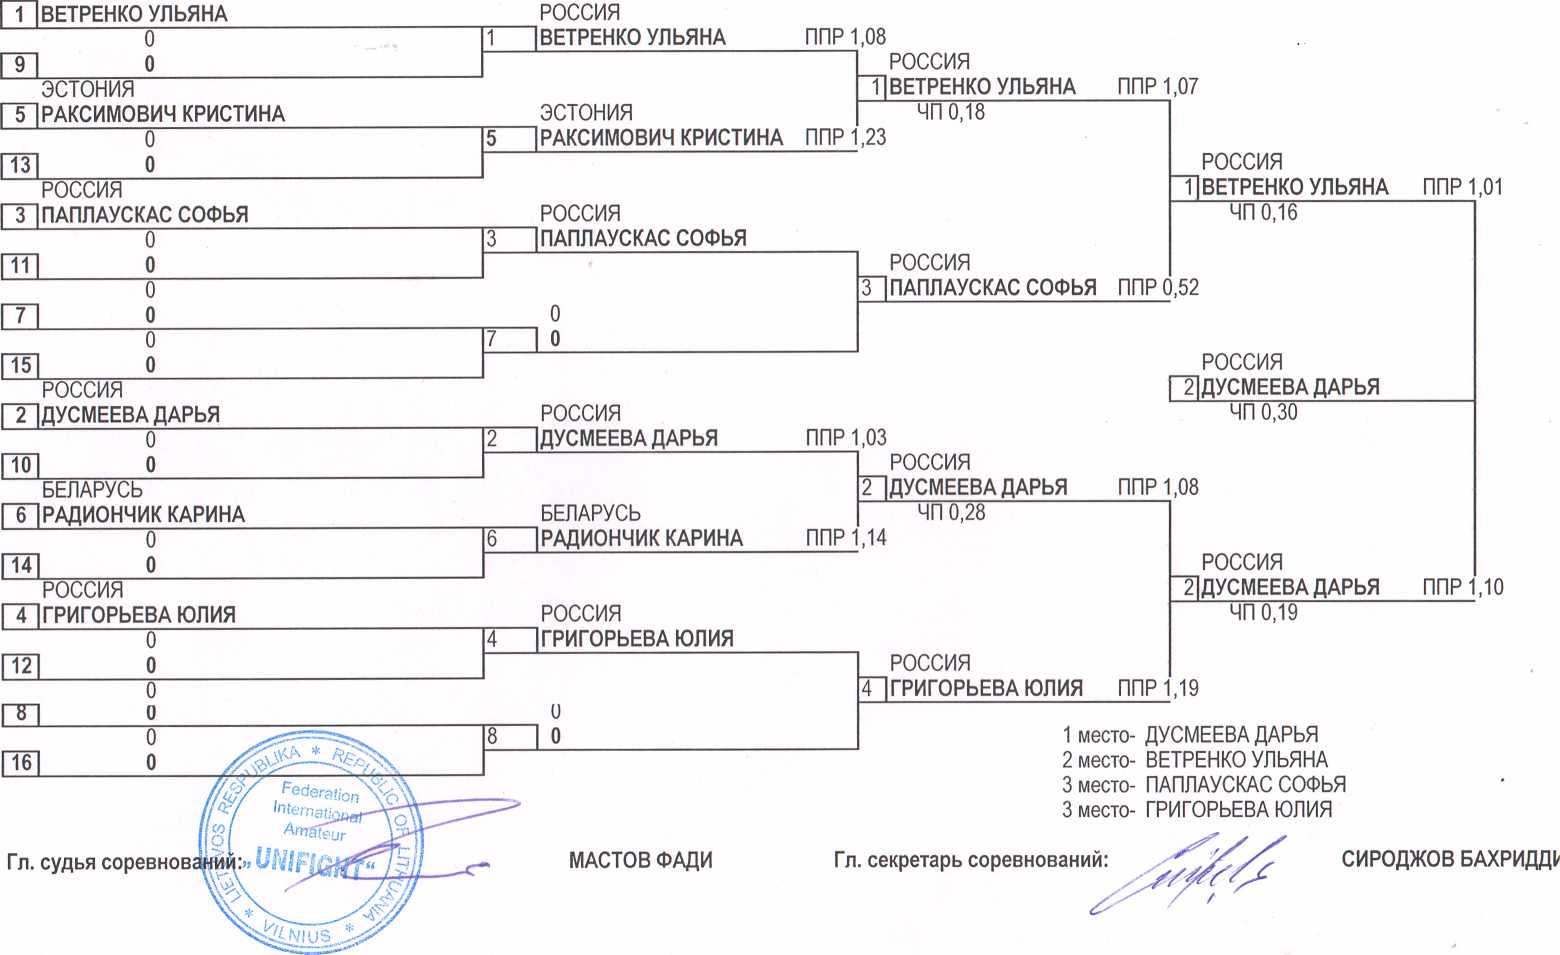 1 ВЕТРЕНКО УЛЬЯНА
0
9 0
ЭСТОНИЯ
5 РАКСИМОВИЧ КРИСТИНА
0
13 0
РОССИЯ
3 ПАПЛАУСКАС СОФЬЯ
0
11 0
0
7 0
0
15 0
РОССИЯ
2 ДУСМЕЕВА ДАРЬЯ
0
10 0
БЕЛАРУСЬ
6 РАДИОНЧИК КАРИНА
0
14 0
РОССИЯ
4 ГРИГОРЬЕВА ЮЛИЯ
0
12 0
0
8 0
0
16 0
РОССИЯ
1 ВЕТРЕНКО УЛЬЯНА ППР 1,08
ЭСТОНИЯ
5 РАКСИМОВИЧ КРИСТИНА ППР 1,23
РОССИЯ
3 ПАПЛАУСКАС СОФЬЯ
0
7 0
РОССИЯ
2 ДУСМЕЕВА ДАРЬЯ ППР 1,03
БЕЛАРУСЬ
6 РАДИОНЧИК КАРИНА ППР 1,14
РОССИЯ
4 ГРИГОРЬЕВА ЮЛИЯ
0
8 0
РОССИЯ
1 ВЕТРЕНКО УЛЬЯНА ППР 1,07
ЧП 0,18
РОССИЯ
3 ПАПЛАУСКАС СОФЬЯ ППР 0,52
РОССИЯ
2 ДУСМЕЕВА ДАРЬЯ ППР 1,08
ЧП 0,28
РОССИЯ
4 ГРИГОРЬЕВА ЮЛИЯ ППР 1,19
РОССИЯ
1 ВЕТРЕНКО УЛЬЯНА ППР 1,01
ЧП 0,16
РОССИЯ
2 ДУСМЕЕВА ДАРЬЯ
ЧП 0,30
РОССИЯ
2 ДУСМЕЕВА ДАРЬЯ ППР 1,10
ЧП 0,19
1 место- ДУСМЕЕВА ДАРЬЯ
2 место- ВЕТРЕНКО УЛЬЯНА
3 место- ПАПЛАУСКАС СОФЬЯ
3 место- ГРИГОРЬЕВА ЮЛИЯ
LIETUVOS RESPUBLIKA * REPUBLIC OF LITHUANIA * VILNIUS *
Federation
International
Amateur
„UNIFIGHT“
Гл. судья соревнований: МАСТОВ ФАДИ Гл. секретарь соревнований: СИРОДЖОВ БАХРИДДИ